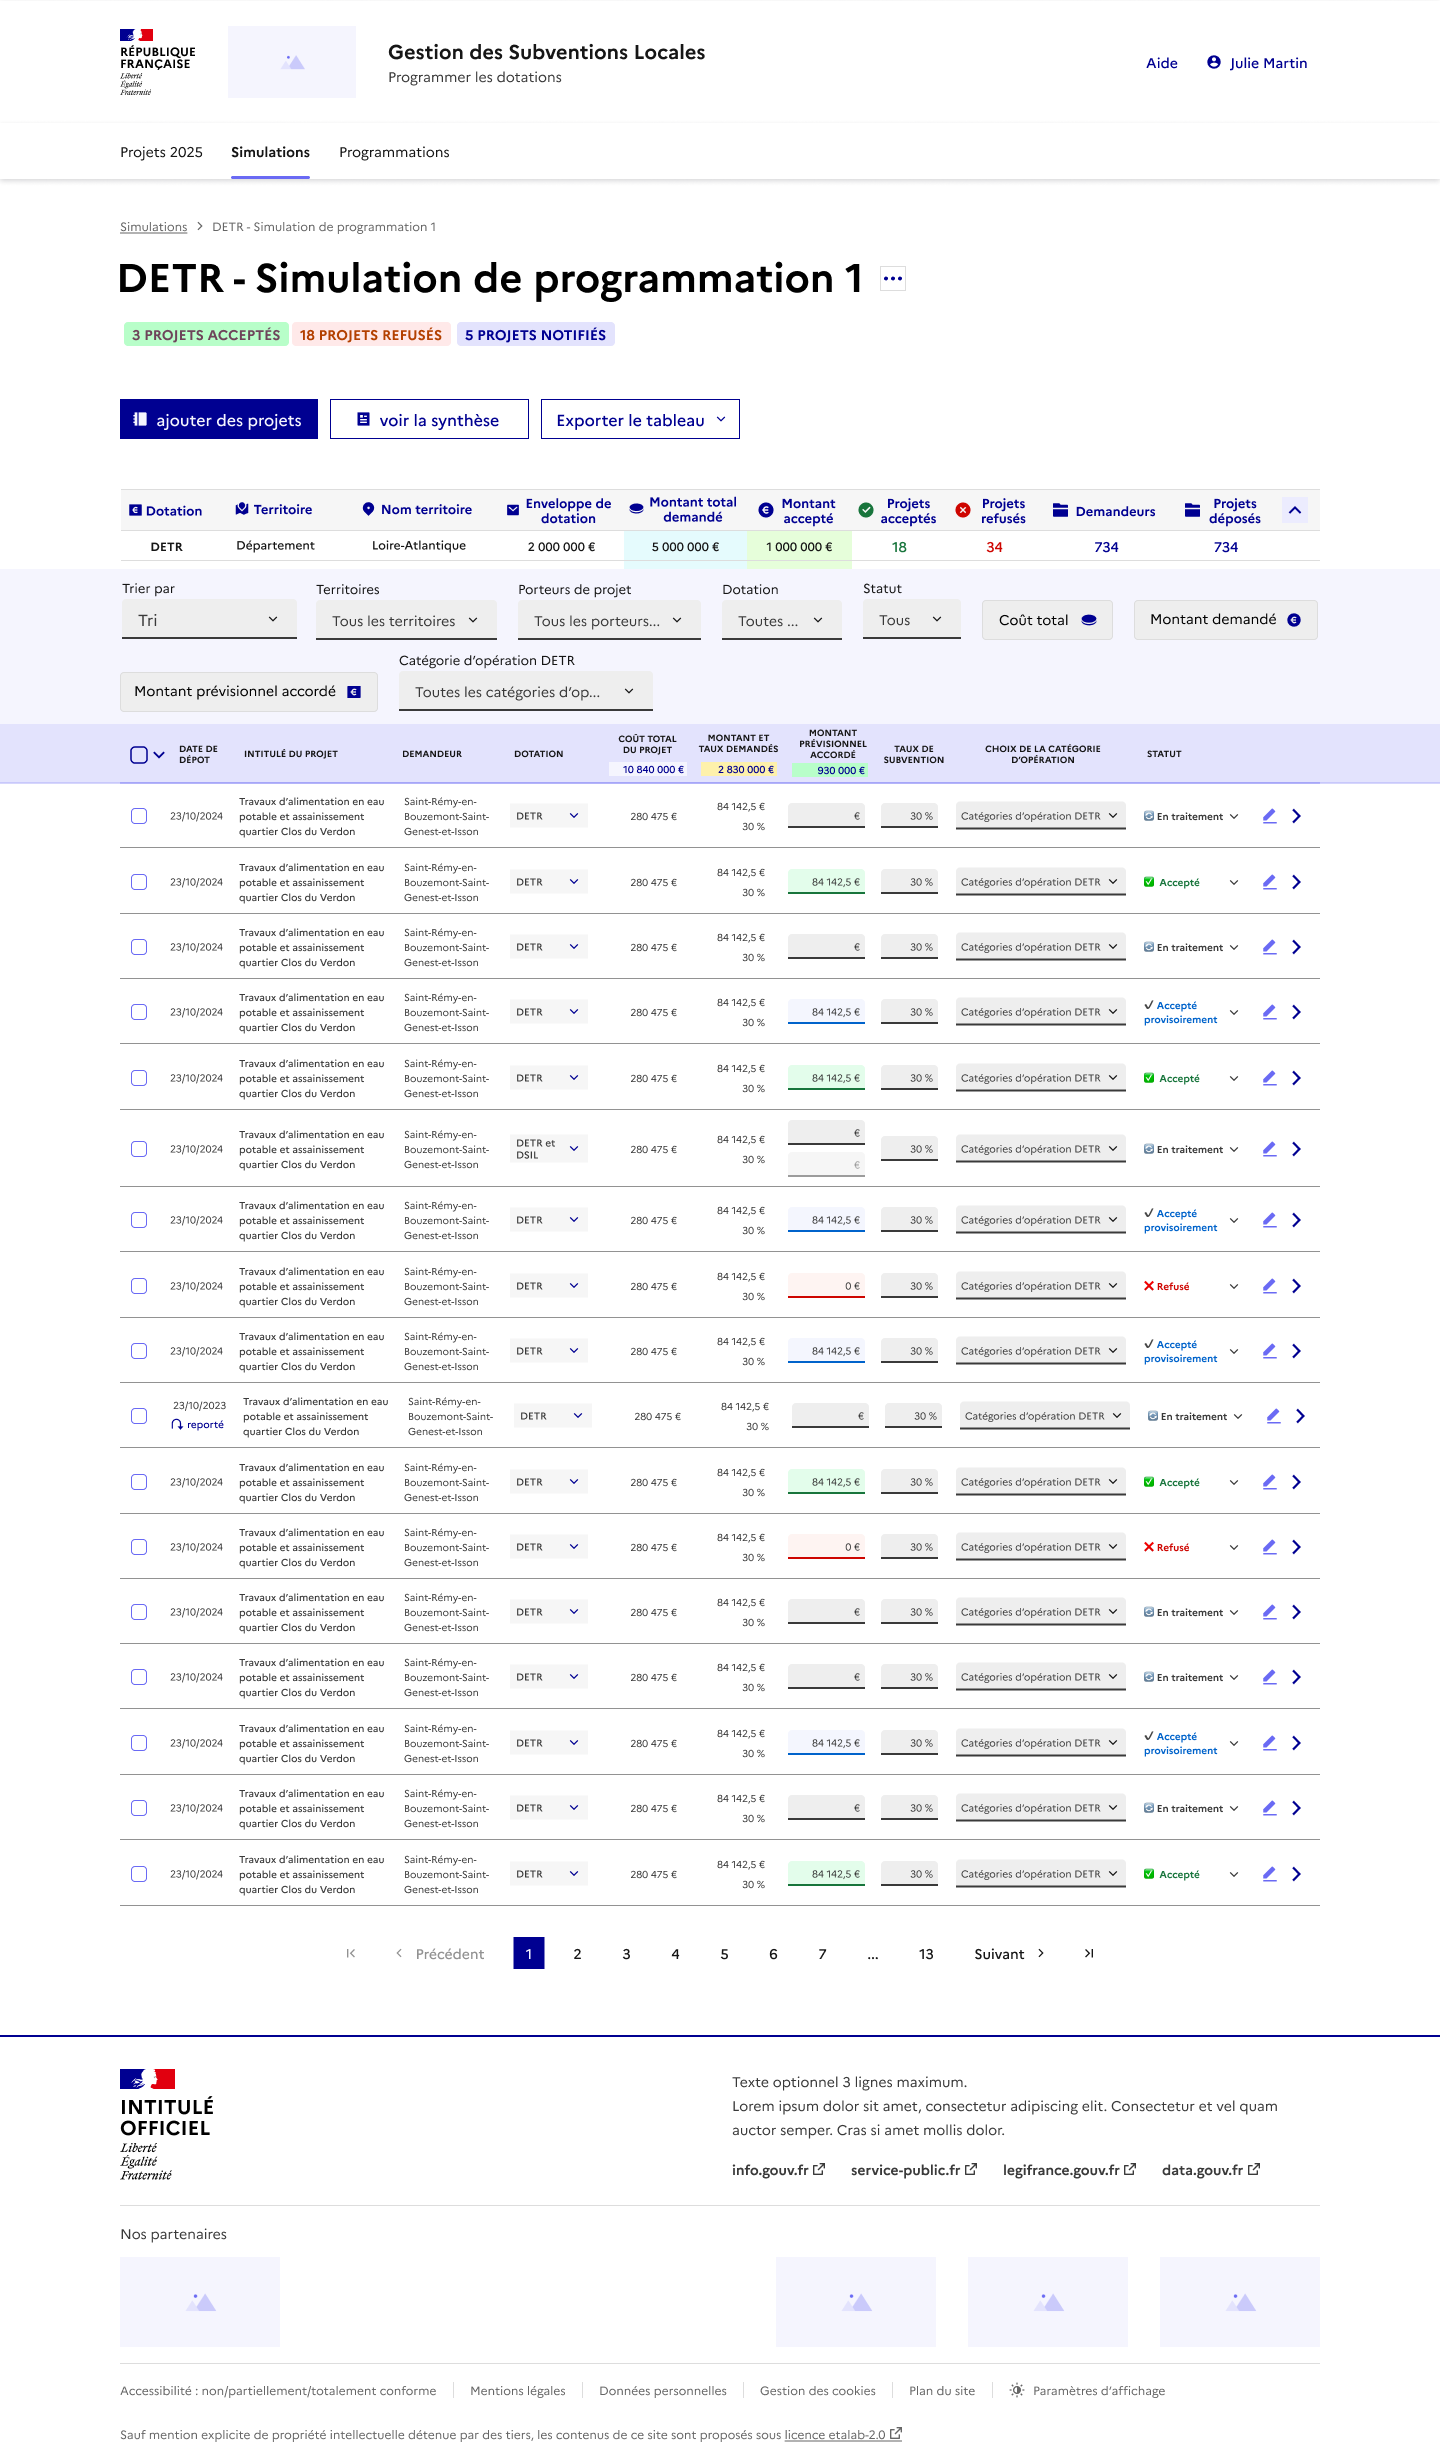 RÉPUBLIQUE
FRANÇAISE
Liberté
Égalité
Fraternité
Gestion des Subventions Locales
Programmer les dotations
Aide
Julie Martin
Projets 2025
Simulations
Programmations
Simulations
DETR - Simulation de programmation 1
DETR - Simulation de programmation 1
3 PROJETS ACCEPTÉS
18 PROJETS REFUSÉS
5 PROJETS NOTIFIÉS
ajouter des projets
voir la synthèse
Exporter le tableau
Dotation
Territoire
Nom territoire
Enveloppe de
dotation
Montant total
demandé
Montant
accepté
Projets
acceptés
Projets
refusés
Demandeurs
Projets
déposés
DETR
Département
Loire-Atlantique
2 000 000 €
5 000 000 €
1 000 000 €
18
34
734
734
Trier par
Tri
Territoires
Tous les territoires
Porteurs de projet
Tous les porteurs...
Dotation
Toutes ...
Statut
Tous
Coût total
Montant demandé
Montant prévisionnel accordé
Catégorie d'opération DETR
Toutes les catégories d'op...
DATE DE
DÉPOT
INTITULÉ DU PROJET
DEMANDEUR
DOTATION
COÛT TOTAL
DU PROJET
10 840 000 €
MONTANT ET
TAUX DEMANDÉS
2 830 000 €
MONTANT
PRÉVISIONNEL
ACCORDÉ
930 000 €
TAUX DE
SUBVENTION
CHOIX DE LA CATÉGORIE
D'OPÉRATION
STATUT
23/10/2024
Travaux d'alimentation en eau
potable et assainissement
quartier Clos du Verdon
Saint-Rémy-en-
Bouzemont-Saint-
Genest-et-Isson
DETR
280 475 €
84 142,5 €
30 %
€
30 %
Catégories d'opération DETR
En traitement
23/10/2024
Travaux d'alimentation en eau
potable et assainissement
quartier Clos du Verdon
Saint-Rémy-en-
Bouzemont-Saint-
Genest-et-Isson
DETR
280 475 €
84 142,5 €
30 %
84 142,5 €
30 %
Catégories d'opération DETR
Accepté
23/10/2024
Travaux d'alimentation en eau
potable et assainissement
quartier Clos du Verdon
Saint-Rémy-en-
Bouzemont-Saint-
Genest-et-Isson
DETR
280 475 €
84 142,5 €
30 %
€
30 %
Catégories d'opération DETR
En traitement
23/10/2024
Travaux d'alimentation en eau
potable et assainissement
quartier Clos du Verdon
Saint-Rémy-en-
Bouzemont-Saint-
Genest-et-Isson
DETR
280 475 €
84 142,5 €
30 %
84 142,5 €
30 %
Catégories d'opération DETR
Accepté
provisoirement
23/10/2024
Travaux d'alimentation en eau
potable et assainissement
quartier Clos du Verdon
Saint-Rémy-en-
Bouzemont-Saint-
Genest-et-Isson
DETR
280 475 €
84 142,5 €
30 %
84 142,5 €
30 %
Catégories d'opération DETR
Accepté
23/10/2024
Travaux d'alimentation en eau
potable et assainissement
quartier Clos du Verdon
Saint-Rémy-en-
Bouzemont-Saint-
Genest-et-Isson
DETR et
DSIL
280 475 €
84 142,5 €
30 %
€
€
30 %
Catégories d'opération DETR
En traitement
23/10/2024
Travaux d'alimentation en eau
potable et assainissement
quartier Clos du Verdon
Saint-Rémy-en-
Bouzemont-Saint-
Genest-et-Isson
DETR
280 475 €
84 142,5 €
30 %
84 142,5 €
30 %
Catégories d'opération DETR
Accepté
provisoirement
23/10/2024
Travaux d'alimentation en eau
potable et assainissement
quartier Clos du Verdon
Saint-Rémy-en-
Bouzemont-Saint-
Genest-et-Isson
DETR
280 475 €
84 142,5 €
30 %
0 €
30 %
Catégories d'opération DETR
Refusé
23/10/2024
Travaux d'alimentation en eau
potable et assainissement
quartier Clos du Verdon
Saint-Rémy-en-
Bouzemont-Saint-
Genest-et-Isson
DETR
280 475 €
84 142,5 €
30 %
84 142,5 €
30 %
Catégories d'opération DETR
Accepté
provisoirement
23/10/2023
reporté
Travaux d'alimentation en eau
potable et assainissement
quartier Clos du Verdon
Saint-Rémy-en-
Bouzemont-Saint-
Genest-et-Isson
DETR
280 475 €
84 142,5 €
30 %
€
30 %
Catégories d'opération DETR
En traitement
23/10/2024
Travaux d'alimentation en eau
potable et assainissement
quartier Clos du Verdon
Saint-Rémy-en-
Bouzemont-Saint-
Genest-et-Isson
DETR
280 475 €
84 142,5 €
30 %
84 142,5 €
30 %
Catégories d'opération DETR
Accepté
23/10/2024
Travaux d'alimentation en eau
potable et assainissement
quartier Clos du Verdon
Saint-Rémy-en-
Bouzemont-Saint-
Genest-et-Isson
DETR
280 475 €
84 142,5 €
30 %
0 €
30 %
Catégories d'opération DETR
Refusé
23/10/2024
Travaux d'alimentation en eau
potable et assainissement
quartier Clos du Verdon
Saint-Rémy-en-
Bouzemont-Saint-
Genest-et-Isson
DETR
280 475 €
84 142,5 €
30 %
€
30 %
Catégories d'opération DETR
En traitement
23/10/2024
Travaux d'alimentation en eau
potable et assainissement
quartier Clos du Verdon
Saint-Rémy-en-
Bouzemont-Saint-
Genest-et-Isson
DETR
280 475 €
84 142,5 €
30 %
€
30 %
Catégories d'opération DETR
En traitement
23/10/2024
Travaux d'alimentation en eau
potable et assainissement
quartier Clos du Verdon
Saint-Rémy-en-
Bouzemont-Saint-
Genest-et-Isson
DETR
280 475 €
84 142,5 €
30 %
84 142,5 €
30 %
Catégories d'opération DETR
Accepté
provisoirement
23/10/2024
Travaux d'alimentation en eau
potable et assainissement
quartier Clos du Verdon
Saint-Rémy-en-
Bouzemont-Saint-
Genest-et-Isson
DETR
280 475 €
84 142,5 €
30 %
€
30 %
Catégories d'opération DETR
En traitement
23/10/2024
Travaux d'alimentation en eau
potable et assainissement
quartier Clos du Verdon
Saint-Rémy-en-
Bouzemont-Saint-
Genest-et-Isson
DETR
280 475 €
84 142,5 €
30 %
84 142,5 €
30 %
Catégories d'opération DETR
Accepté
Précédent
1
2
3
4
5
6
7
...
13
Suivant
INTITULÉ
OFFICIEL
Liberté
Égalité
Fraternité
Texte optionnel 3 lignes maximum.
Lorem ipsum dolor sit amet, consectetur adipiscing elit. Consectetur et vel quam
auctor semper. Cras si amet mollis dolor.
info.gouv.fr
service-public.fr
legifrance.gouv.fr
data.gouv.fr
Nos partenaires
Accessibilité : non/partiellement/totalement conforme
Mentions légales
Données personnelles
Gestion des cookies
Plan du site
Paramètres d'affichage
Sauf mention explicite de propriété intellectuelle détenue par des tiers, les contenus de ce site sont proposés sous licence etalab-2.0